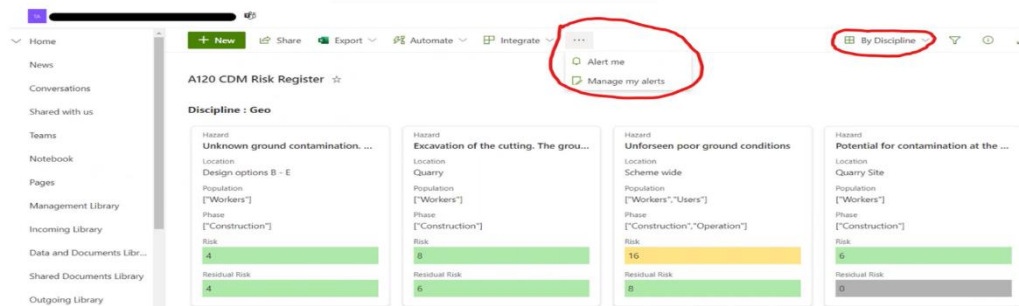 Home
+ New
Share
Export
Automate
Integrate
...
By Discipline
Alert me
Manage my alerts
News
Conversations
Shared with us
Teams
Notebook
Pages
Management Library
Incoming Library
Data and Documents Libr...
Shared Documents Library
Outgoing Library
A120 CDM Risk Register
Discipline : Geo
Hazard
Unknown ground contamination. ...
Location
Design options B - E
Population
["Workers"]
Phase
["Construction"]
Risk
4
Residual Risk
4
Hazard
Excavation of the cutting. The grou...
Location
Quarry
Population
["Workers"]
Phase
["Construction"]
Risk
8
Residual Risk
6
Hazard
Unforseen poor ground conditions
Location
Scheme wide
Population
["Workers","Users"]
Phase
["Construction","Operation"]
Risk
16
Residual Risk
8
Hazard
Potential for contamination at the ...
Location
Quarry Site
Population
["Workers"]
Phase
["Construction"]
Risk
6
Residual Risk
0